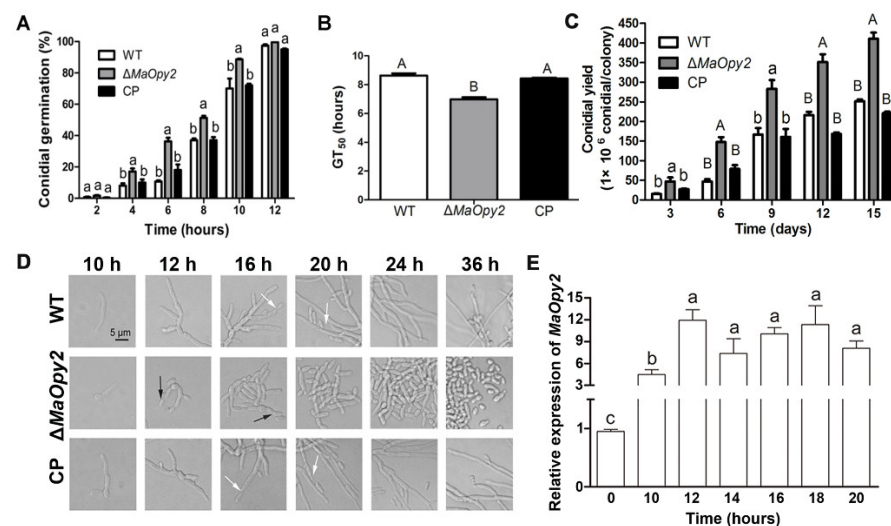 A
Conidial germination (%)
100
80
60
40
20
0
WT
ΔMaOpy2
CP
a a a
b a b
b a b
b a b
b a b
a a a
2 4 6 8 10 12
Time (hours)
B
GT50 (hours)
10
8
6
4
2
0
A B A
WT ΔMaOpy2 CP
C
Conidial yield
(1× 10⁶ conidial/colony)
450
400
350
300
250
200
150
100
50
0
WT
ΔMaOpy2
CP
b a b
B A B
b a b
B A B
B A B
3 6 9 12 15
Time (days)
D
10 h 12 h 16 h 20 h 24 h 36 h
WT
5 μm
ΔMaOpy2
CP
E
Relative expression of MaOpy2
15
12
9
6
3
1
0
c b a a a a a
0 10 12 14 16 18 20
Time (hours)